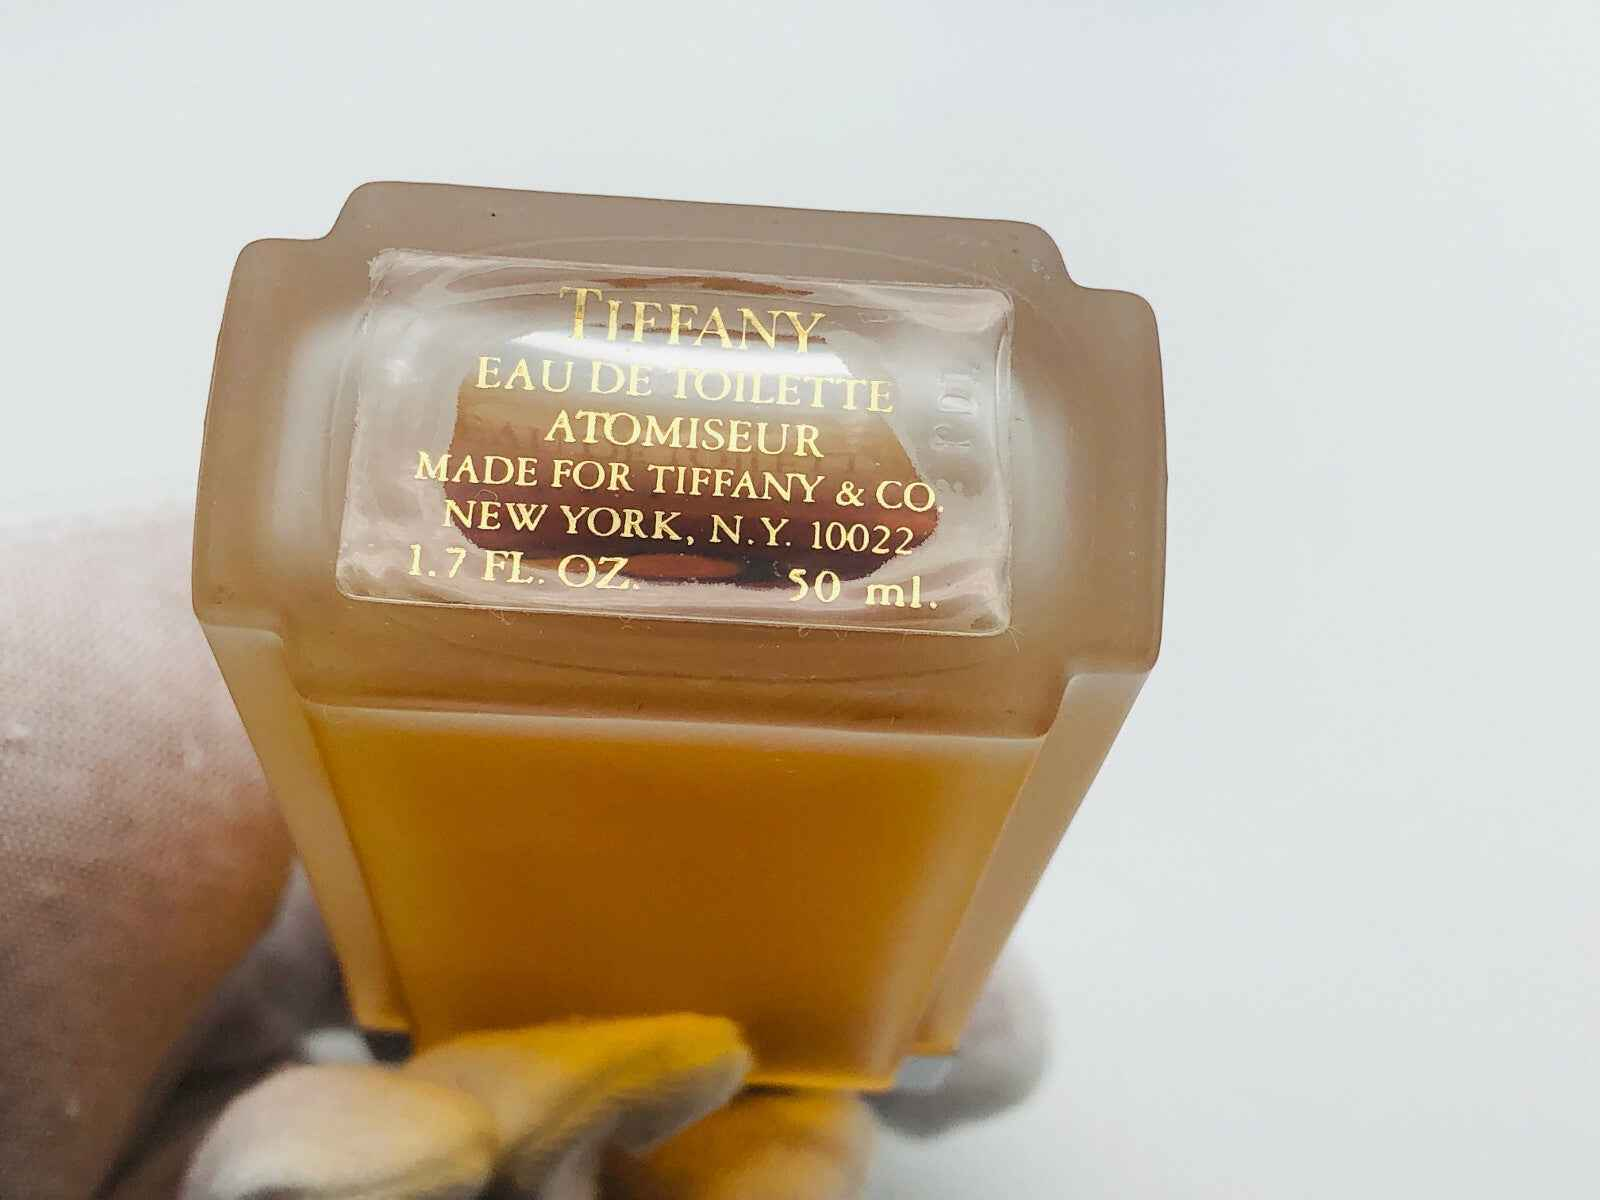 TIFFANY
EAU DE TOILETTE
ATOMISEUR
MADE FOR TIFFANY & CO.
NEW YORK, N.Y. 10022
1.7 FL. OZ. 50 ml.